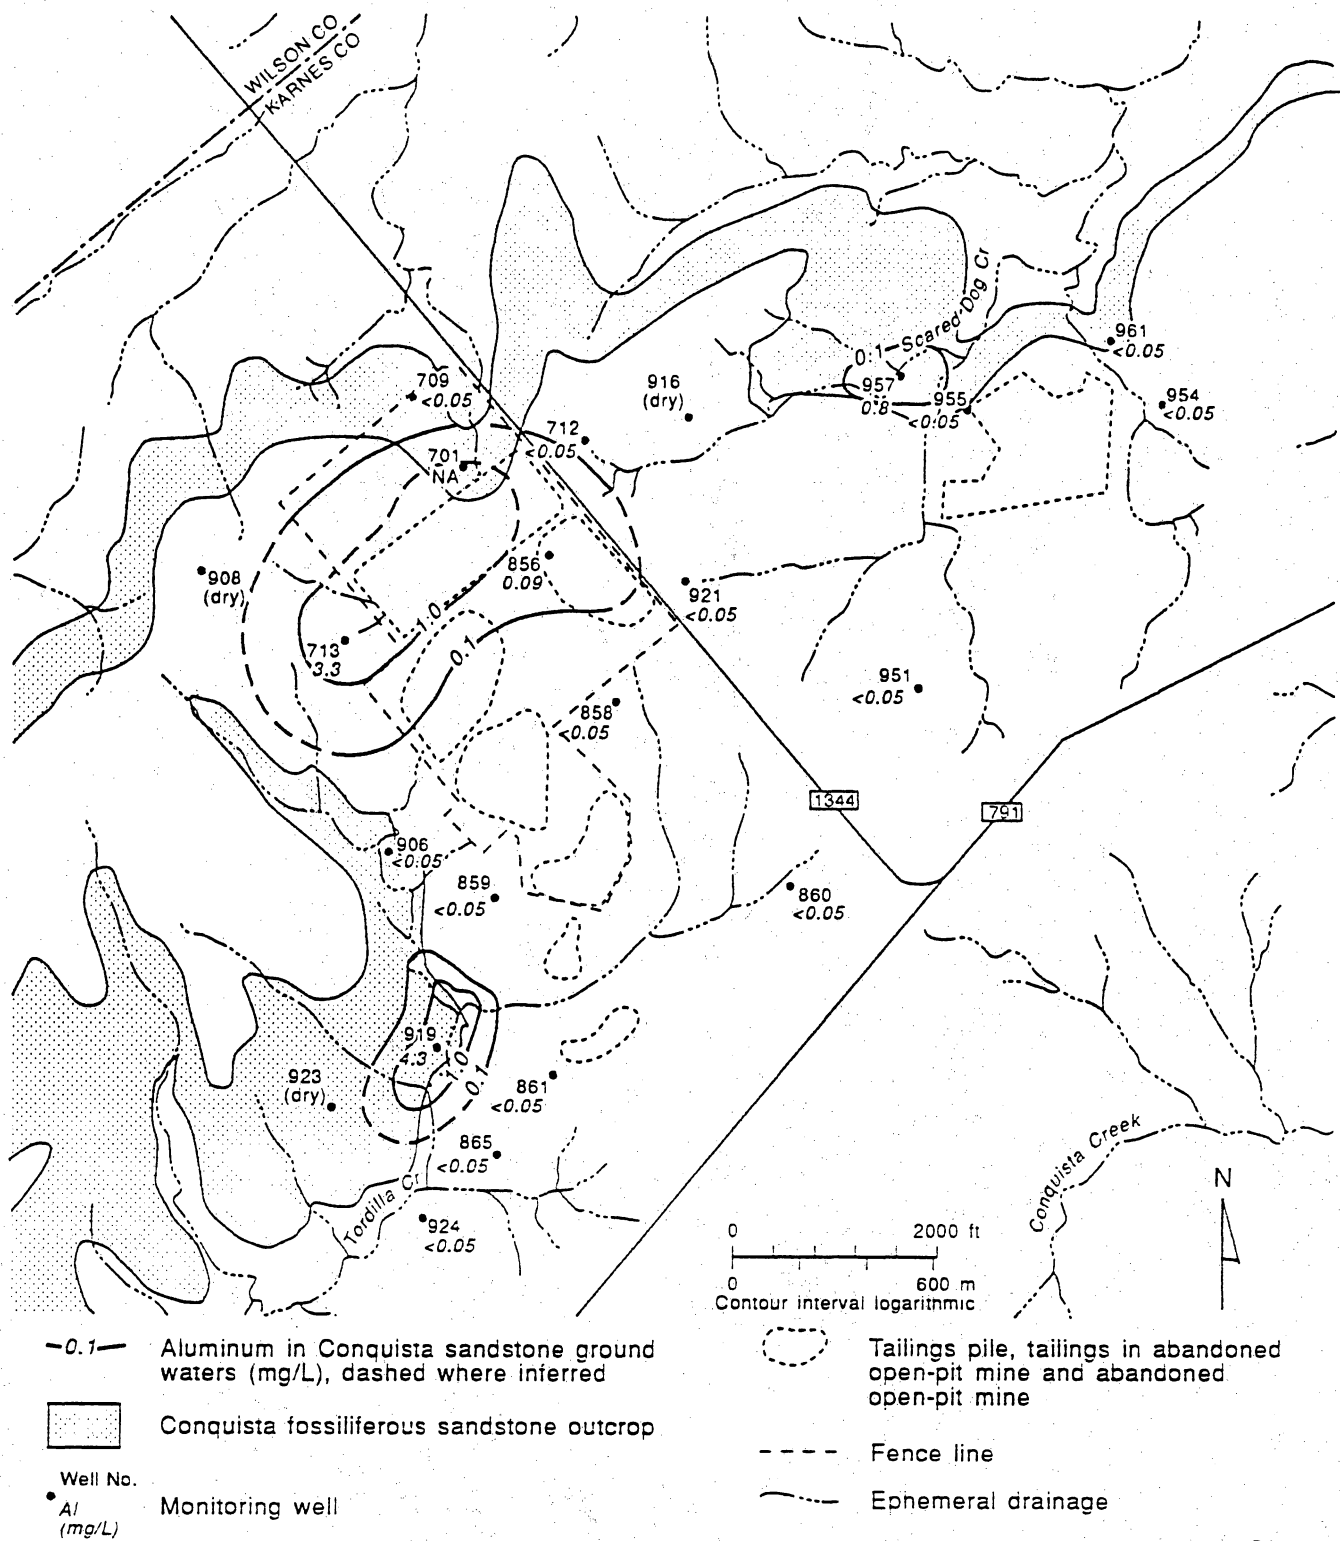 WILSON CO
KARNES CO
0.1
Scared Dog Cr
961
<0.05
709
<0.05
916
(dry)
957
0.8
955
<0.05
954
<0.05
712
<0.05
701
NA
856
0.09
908
(dry)
921
<0.05
1.0
713
3.3
0.1
951
<0.05
858
<0.05
1344
791
906
<0.05
859
<0.05
860
<0.05
919
4.3
1.0
0.1
923
(dry)
861
<0.05
865
<0.05
Conquista Creek
Tordilla Cr
924
<0.05
N
0 2000 ft
0 600 m
Contour interval logarithmic
0.1
Aluminum in Conquista sandstone ground
waters (mg/L), dashed where inferred
Conquista fossiliferous sandstone outcrop
Well No.
Al
(mg/L)
Monitoring well
Tailings pile, tailings in abandoned
open-pit mine and abandoned
open-pit mine
Fence line
Ephemeral drainage